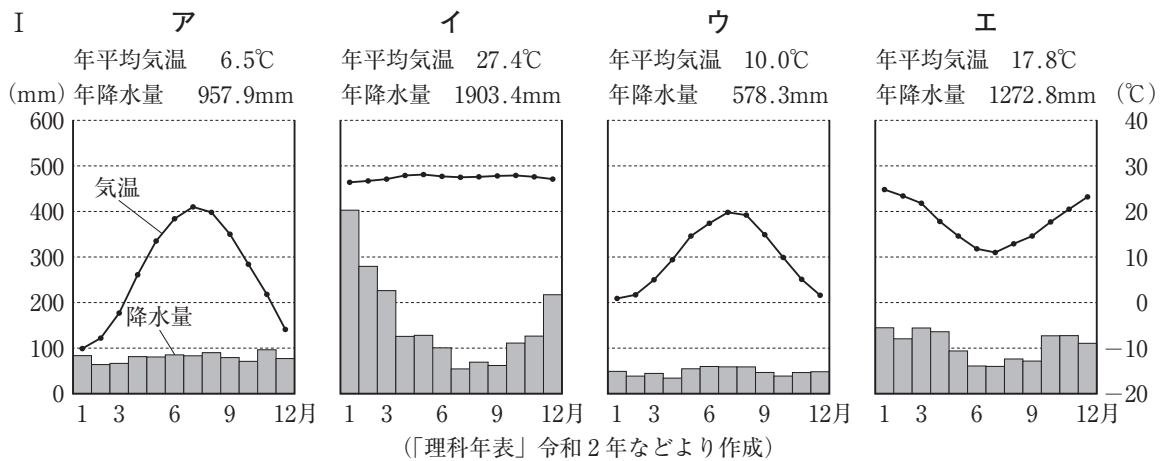 Ⅰ ア イ ウ エ
年平均気温 6.5℃ 年平均気温 27.4℃ 年平均気温 10.0℃ 年平均気温 17.8℃
(mm) 年降水量 957.9mm 年降水量 1903.4mm 年降水量 578.3mm 年降水量 1272.8mm (℃)
600 40
500 30
気温
400 20
300 10
200 0
降水量
100 －10
0 －20
1 3 6 9 12月 1 3 6 9 12月 1 3 6 9 12月 1 3 6 9 12月
(「理科年表」令和2年などより作成)